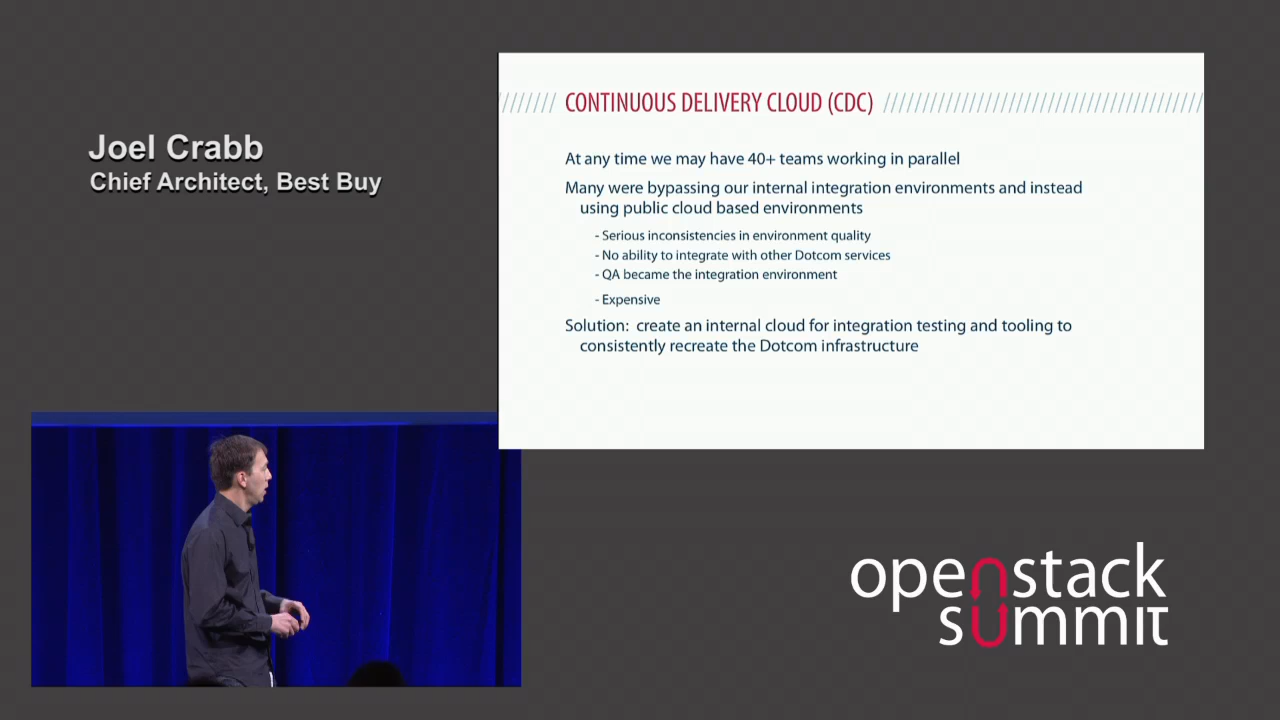 Joel Crabb
Chief Architect, Best Buy
CONTINUOUS DELIVERY CLOUD (CDC)
At any time we may have 40+ teams working in parallel
Many were bypassing our internal integration environments and instead
using public cloud based environments
- Serious inconsistencies in environment quality
- No ability to integrate with other Dotcom services
- QA became the integration environment
- Expensive
Solution:  create an internal cloud for integration testing and tooling to
consistently recreate the Dotcom infrastructure
openstack
summit